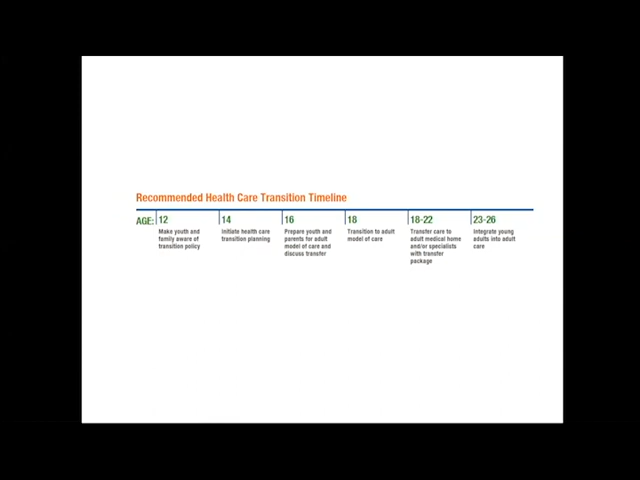 Recommended Health Care Transition Timeline
AGE: 12 14 16 18 18-22 23-26
Make youth and
family aware of
transition policy
Initiate health care
transition planning
Prepare youth and
parents for adult
model of care and
discuss transfer
Transition to adult
model of care
Transfer care to
adult medical home
and/or specialists
with transfer
package
Integrate young
adults into adult
care